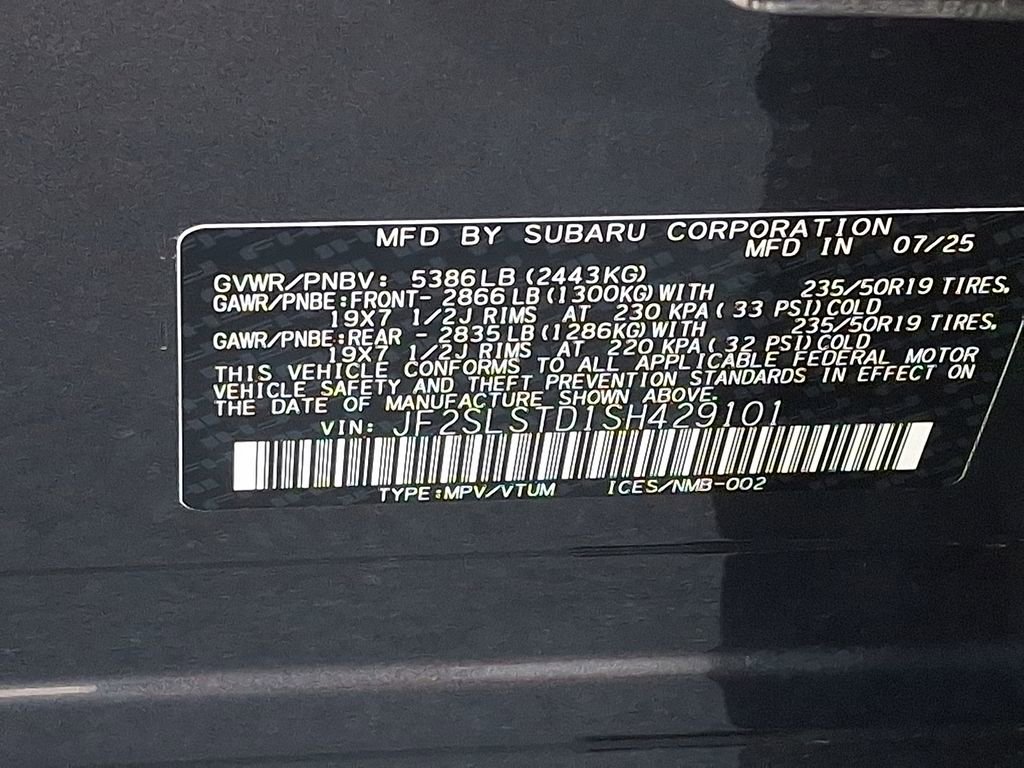 MFD BY SUBARU CORPORATION
MFD IN 07/25
GVWR/PNBV: 5386LB(2443KG)
GAWR/PNBE:FRONT- 2866LB(1300KG)WITH 235/50R19 TIRES,
19X7 1/2J RIMS AT 230 KPA(33 PSI)COLD
GAWR/PNBE:REAR - 2835LB(1286KG)WITH 235/50R19 TIRES,
19X7 1/2J RIMS AT 220 KPA(32 PSI)COLD
THIS VEHICLE CONFORMS TO ALL APPLICABLE FEDERAL MOTOR
VEHICLE SAFETY AND THEFT PREVENTION STANDARDS IN EFFECT ON
THE DATE OF MANUFACTURE SHOWN ABOVE.
VIN: JF2SLSTD1SH429101
TYPE:MPV/VTUM ICES/NMB-002